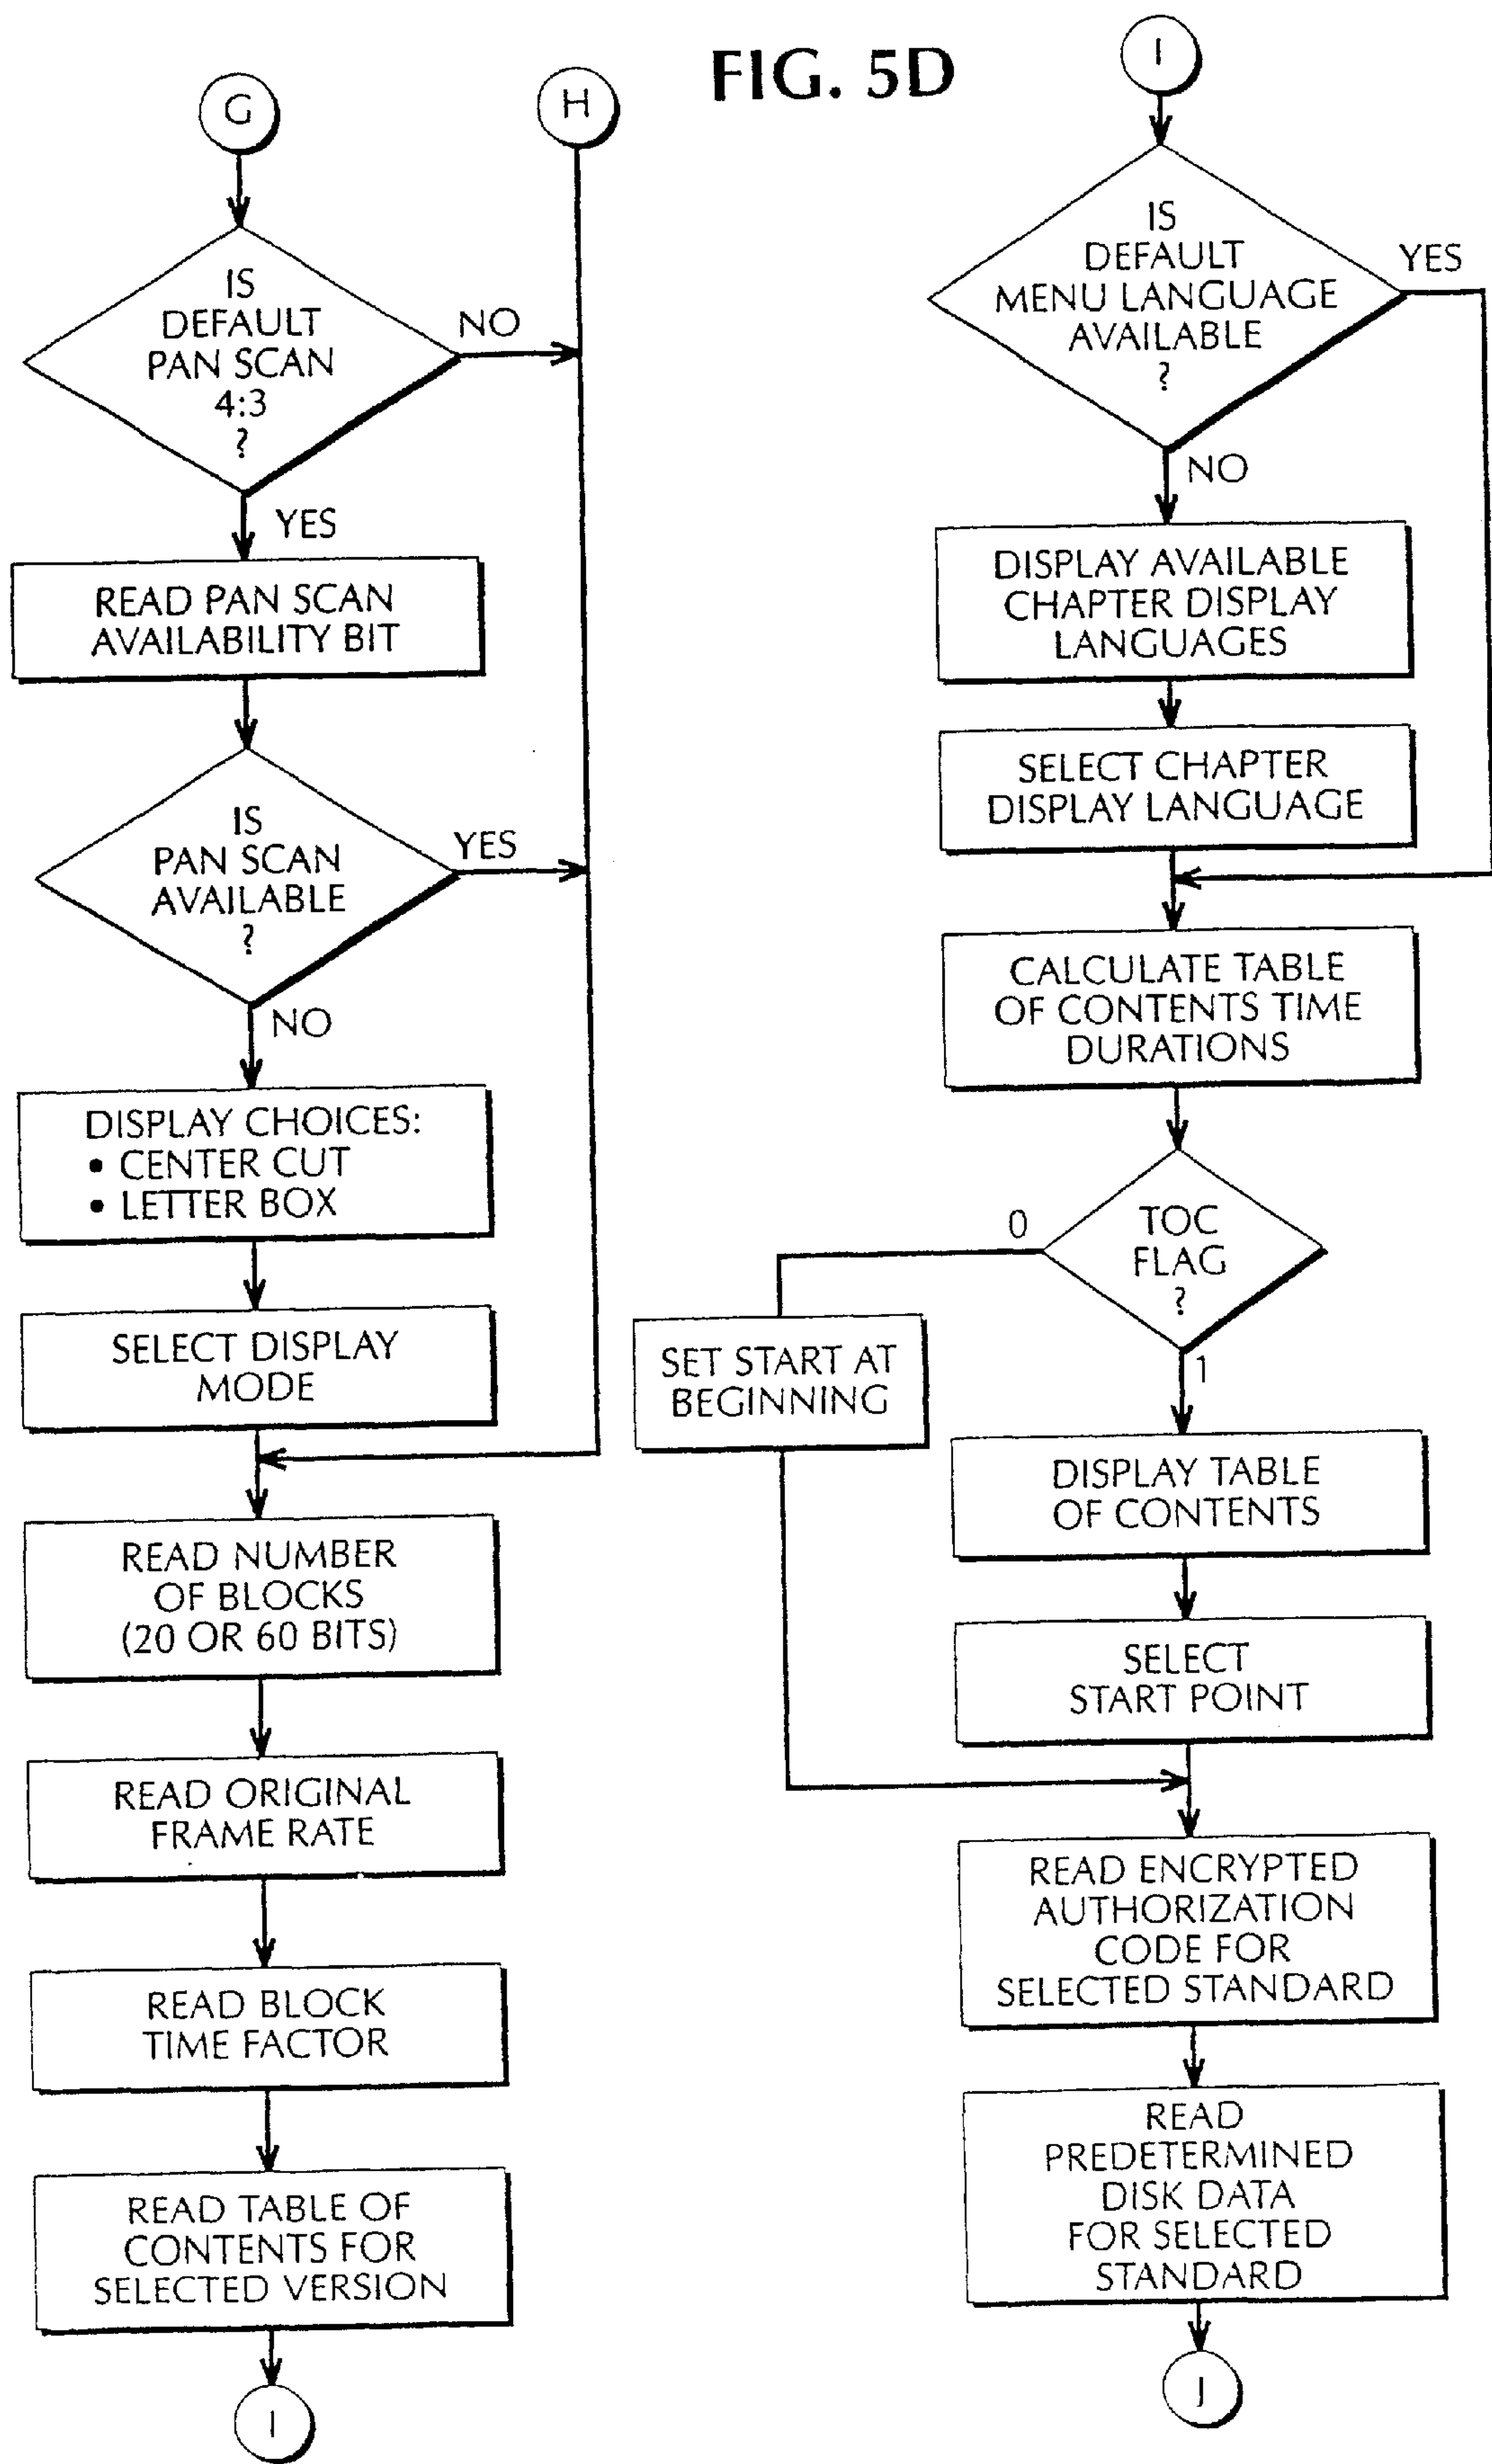 FIG. 5D
G
H
IS
DEFAULT
PAN SCAN
4:3
?
NO
YES
READ PAN SCAN
AVAILABILITY BIT
IS
PAN SCAN
AVAILABLE
?
YES
NO
DISPLAY CHOICES:
• CENTER CUT
• LETTER BOX
SELECT DISPLAY
MODE
READ NUMBER
OF BLOCKS
(20 OR 60 BITS)
READ ORIGINAL
FRAME RATE
READ BLOCK
TIME FACTOR
READ TABLE OF
CONTENTS FOR
SELECTED VERSION
I
I
IS
DEFAULT
MENU LANGUAGE
AVAILABLE
?
YES
NO
DISPLAY AVAILABLE
CHAPTER DISPLAY
LANGUAGES
SELECT CHAPTER
DISPLAY LANGUAGE
CALCULATE TABLE
OF CONTENTS TIME
DURATIONS
TOC
FLAG
?
0
1
SET START AT
BEGINNING
DISPLAY TABLE
OF CONTENTS
SELECT
START POINT
READ ENCRYPTED
AUTHORIZATION
CODE FOR
SELECTED STANDARD
READ
PREDETERMINED
DISK DATA
FOR SELECTED
STANDARD
J